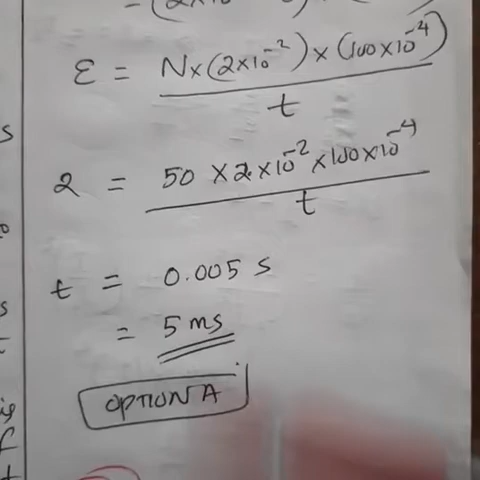 ε = N×(2×10⁻²)×(100×10⁻⁴) / t
2 = 50 × 2×10⁻²×100×10⁻⁴ / t
t = 0.005 s
= 5 ms
OPTION A